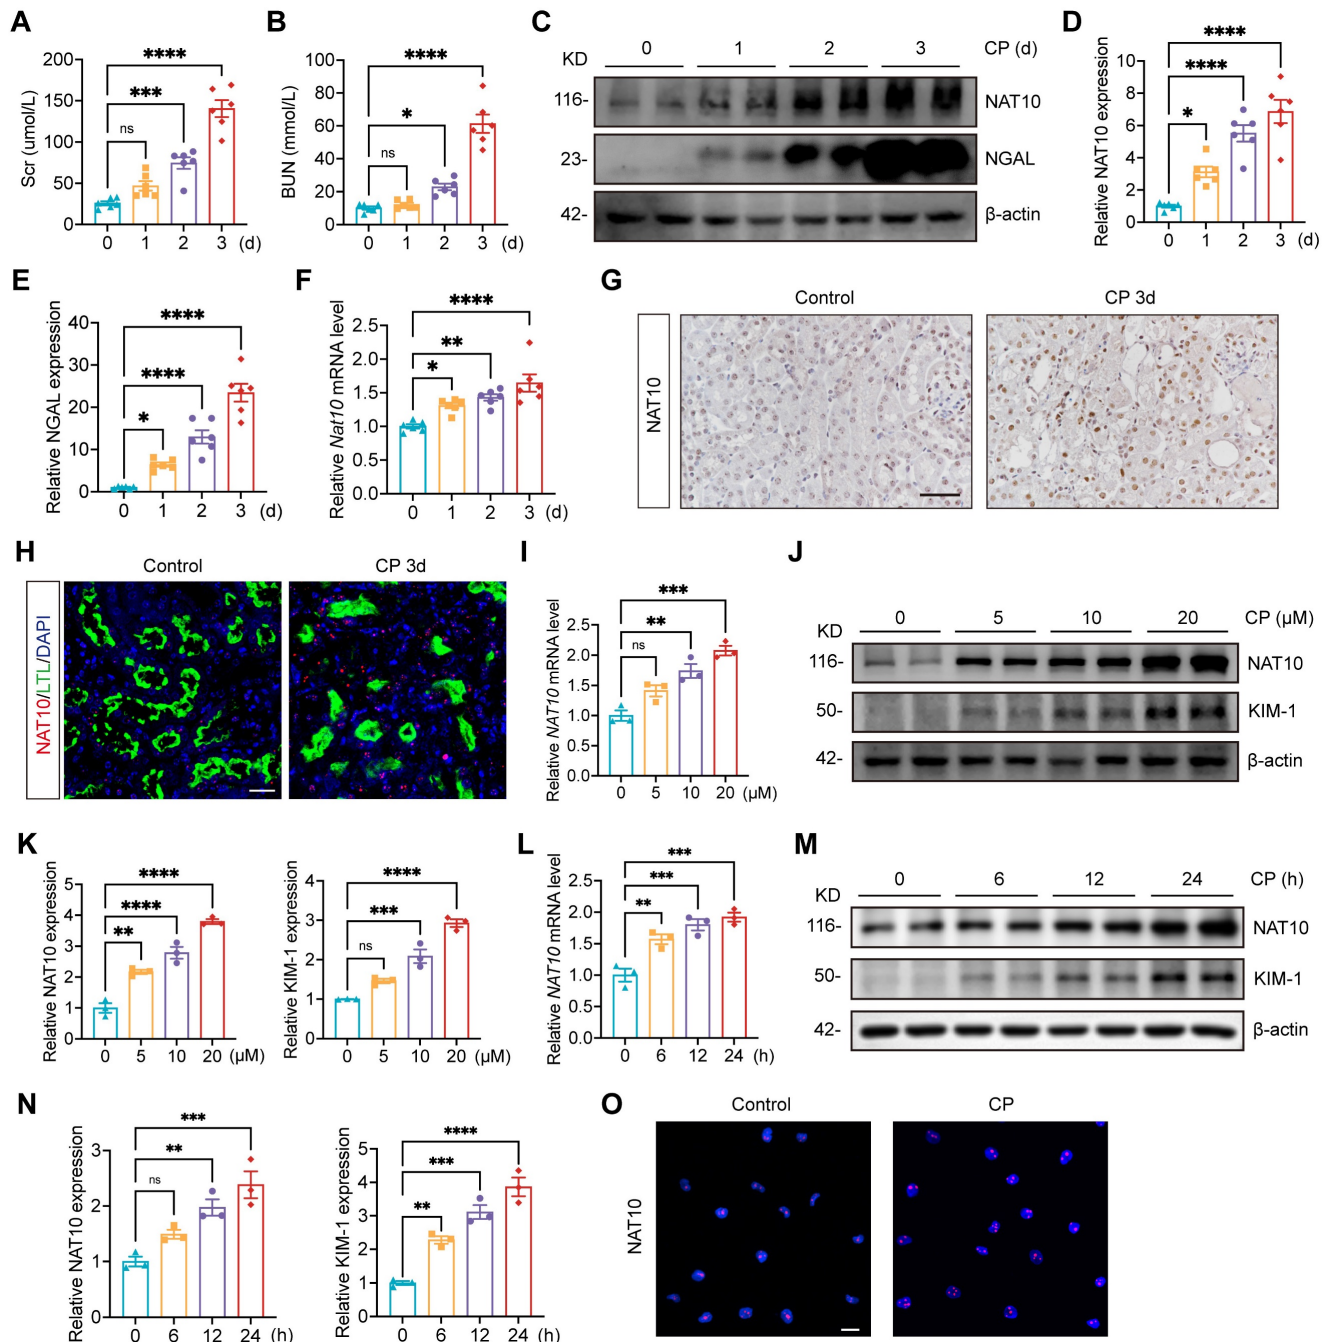 A
Scr (umol/L)
200
150
100
50
0
ns
***
****
0 1 2 3 (d)
B
BUN (mmol/L)
100
80
60
40
20
0
ns
*
****
0 1 2 3 (d)
C
KD
0 1 2 3 CP (d)
116- NAT10
23- NGAL
42- β-actin
D
Relative NAT10 expression
10
8
6
4
2
0
*
****
****
0 1 2 3 (d)
E
Relative NGAL expression
40
30
20
10
0
*
****
****
0 1 2 3 (d)
F
Relative Nat10 mRNA level
2.5
2.0
1.5
1.0
0.5
0.0
*
**
****
0 1 2 3 (d)
G
Control CP 3d
NAT10
H
Control CP 3d
NAT10/LTL/DAPI
I
Relative NAT10 mRNA level
2.5
2.0
1.5
1.0
0.5
0.0
ns
**
***
0 5 10 20 (μM)
J
KD
0 5 10 20 CP (μM)
116- NAT10
50- KIM-1
42- β-actin
K
Relative NAT10 expression
5
4
3
2
1
0
**
****
****
0 5 10 20 (μM)
Relative KIM-1 expression
4
3
2
1
0
ns
***
****
0 5 10 20 (μM)
L
Relative NAT10 mRNA level
2.5
2.0
1.5
1.0
0.5
0.0
**
***
***
0 6 12 24 (h)
M
KD
0 6 12 24 CP (h)
116- NAT10
50- KIM-1
42- β-actin
N
Relative NAT10 expression
3
2
1
0
ns
**
***
0 6 12 24 (h)
Relative KIM-1 expression
5
4
3
2
1
0
**
***
****
0 6 12 24 (h)
O
Control CP
NAT10